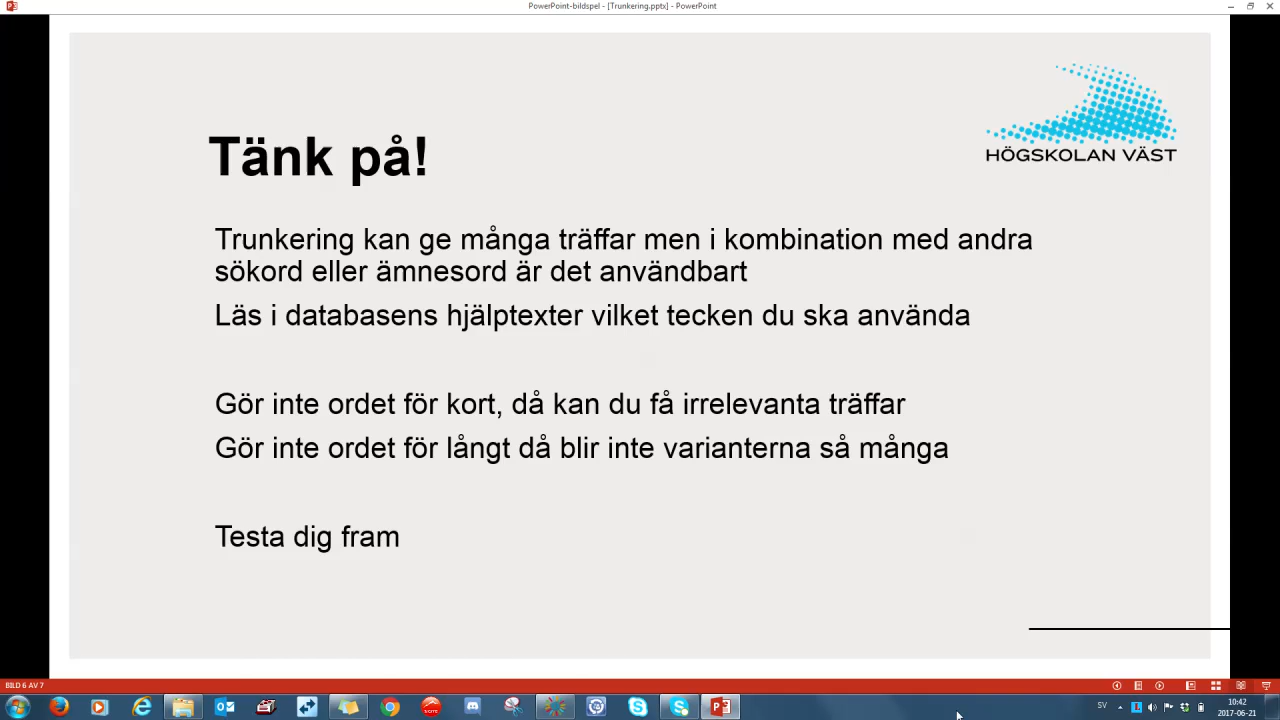 PowerPoint-bildspel - [Trunkering.pptx] - PowerPoint
HÖGSKOLAN VÄST
Tänk på!
Trunkering kan ge många träffar men i kombination med andra
sökord eller ämnesord är det användbart
Läs i databasens hjälptexter vilket tecken du ska använda
Gör inte ordet för kort, då kan du få irrelevanta träffar
Gör inte ordet för långt då blir inte varianterna så många
Testa dig fram
BILD 6 AV 7
SV
10:42
2017-06-21